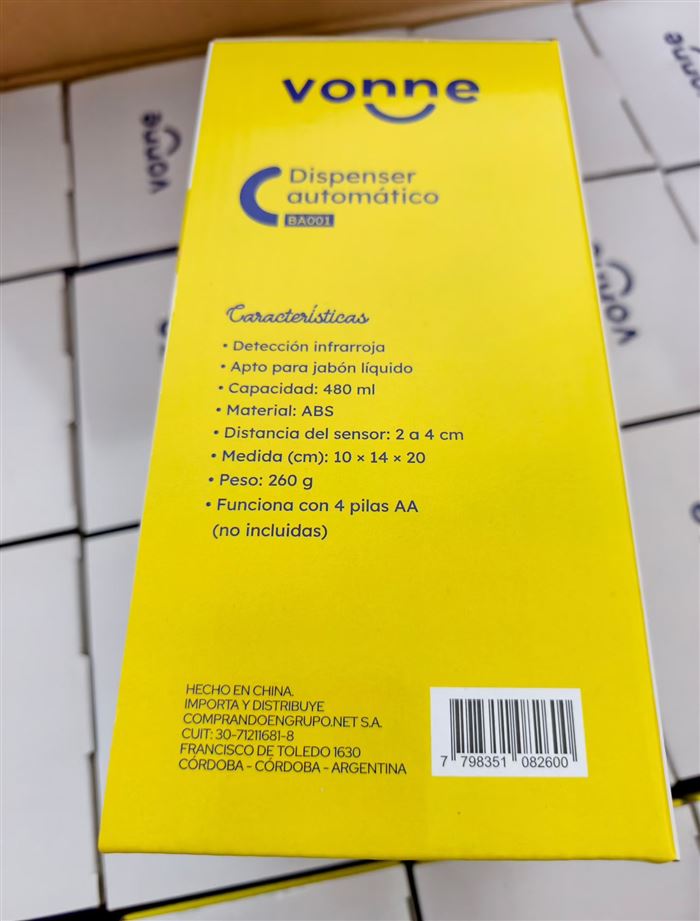 vonne
Dispenser
automático
BA001
Características
• Detección infrarroja
• Apto para jabón líquido
• Capacidad: 480 ml
• Material: ABS
• Distancia del sensor: 2 a 4 cm
• Medida (cm): 10 × 14 × 20
• Peso: 260 g
• Funciona con 4 pilas AA
(no incluidas)
HECHO EN CHINA.
IMPORTA Y DISTRIBUYE
COMPRANDOENGRUPO.NET S.A.
CUIT: 30-71211681-8
FRANCISCO DE TOLEDO 1630
CÓRDOBA - CÓRDOBA - ARGENTINA
7 798351 082600
vonne
vonne
vonne